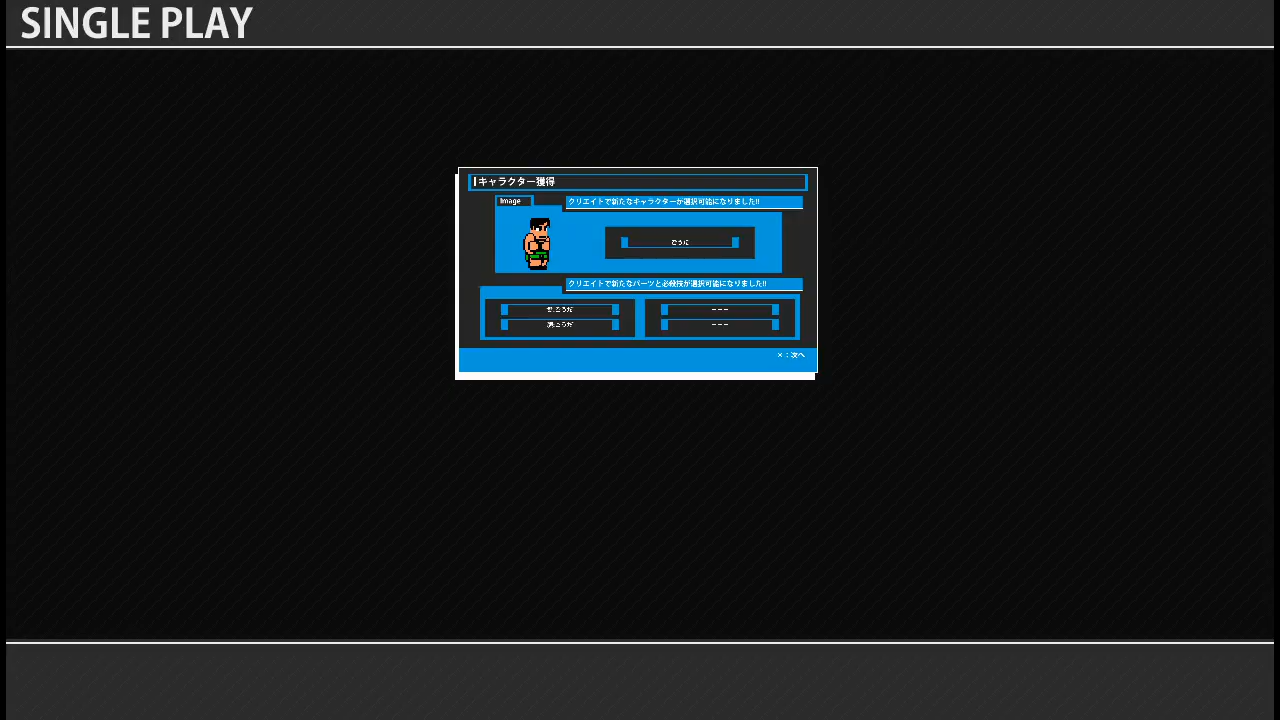 SINGLE PLAY
キャラクター獲得
Image
クリエイトで新たなキャラクターが選択可能になりました!!
ごうだ
クリエイトで新たなパーツと必殺技が選択可能になりました!!
---
---
×:次へ